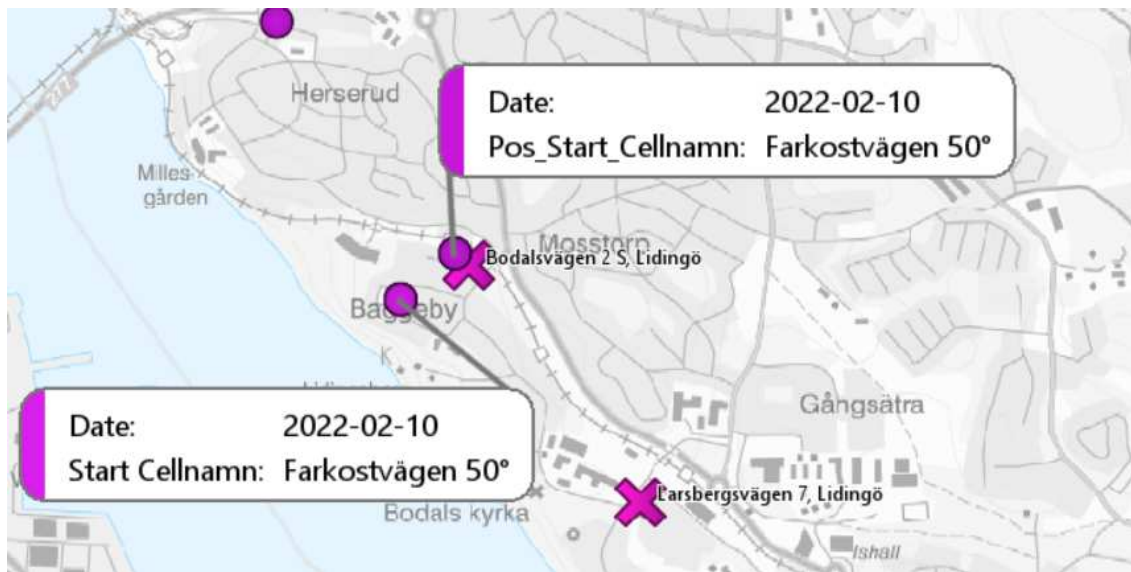 Herserud
Date: 2022-02-10
Pos_Start_Cellnamn: Farkostvägen 50°
Milles-
gården
Mosstorp
Bodalsvägen 2 S, Lidingö
Baggeby
K
Date: 2022-02-10
Start Cellnamn: Farkostvägen 50°
Gångsätra
Larsbergsvägen 7, Lidingö
Bodals kyrka
Ishall